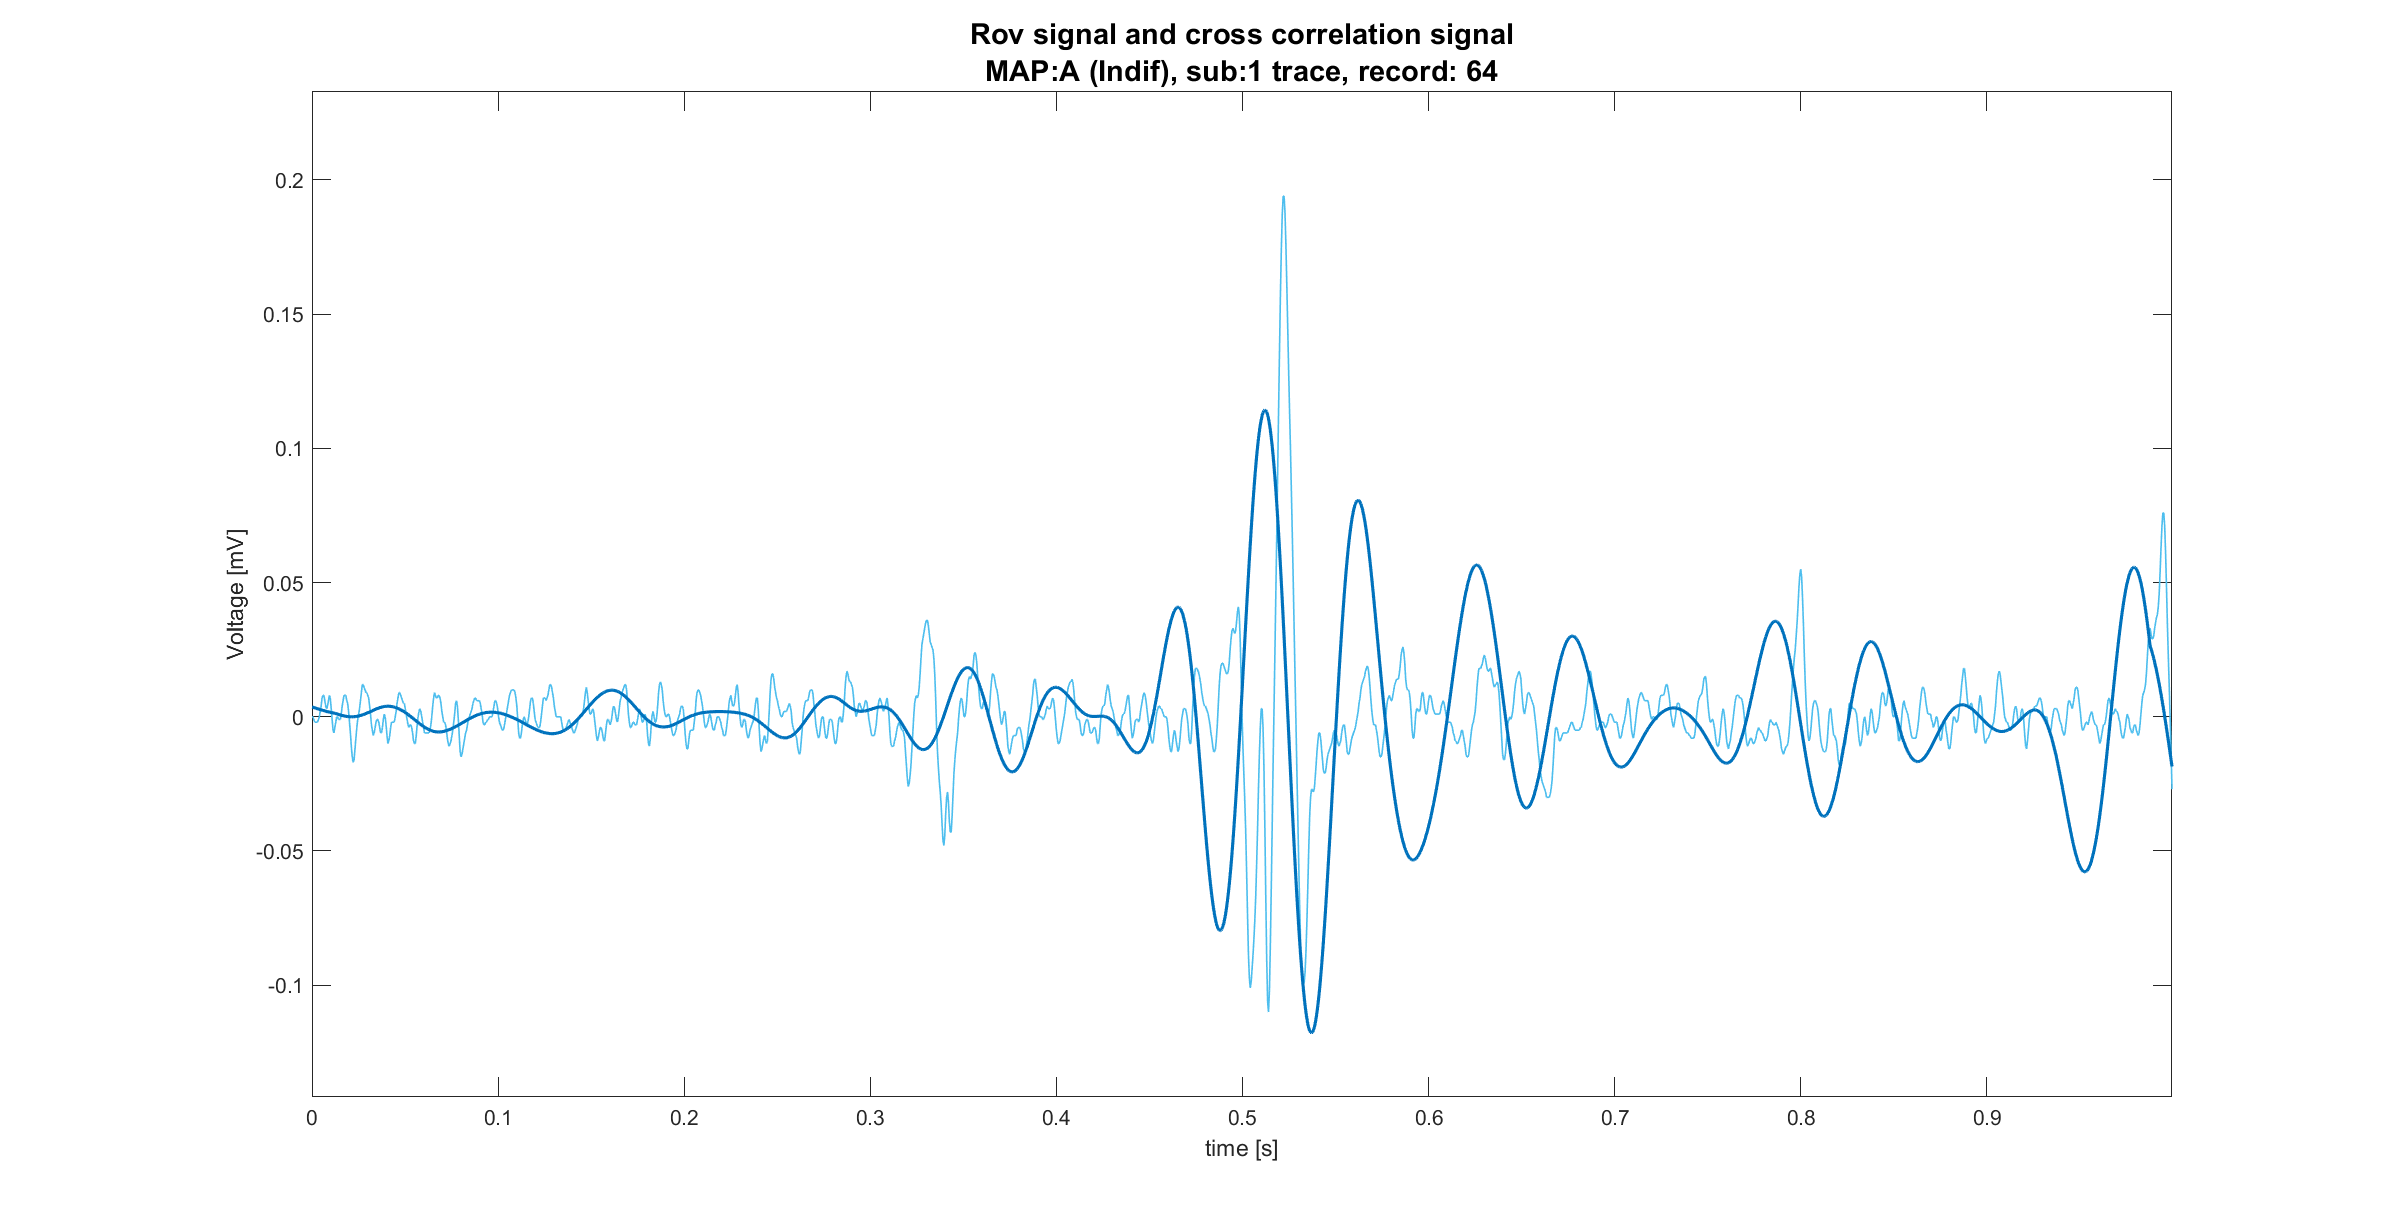 Rov signal and cross correlation signal
MAP:A (Indif), sub:1 trace, record: 64
Voltage [mV]
0.2
0.15
0.1
0.05
0
-0.05
-0.1
0 0.1 0.2 0.3 0.4 0.5 0.6 0.7 0.8 0.9
time [s]